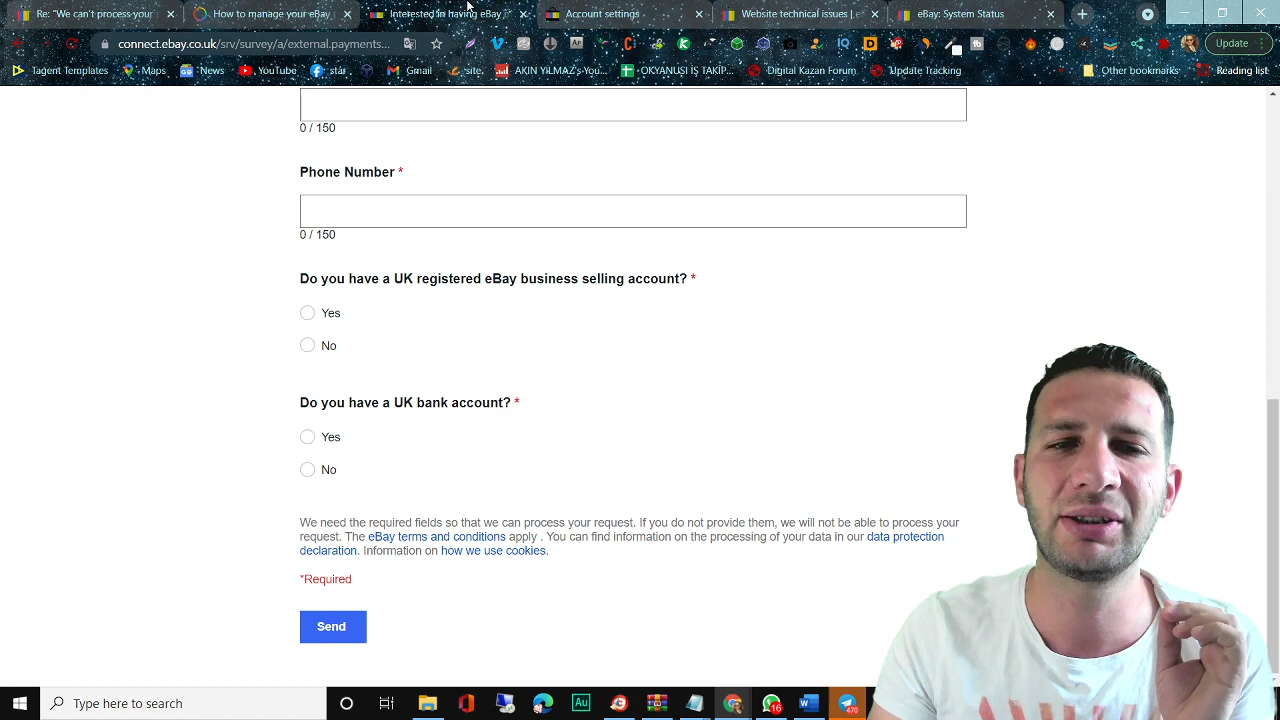 Re: "We can't process your
How to manage your eBay
Interested in having eBay
Account settings
Website technical issues | e
eBay: System Status
connect.ebay.co.uk/srv/survey/a/external.payments...
Update
Tagent Templates
Maps
News
YouTube
star
Gmail
site
AKIN YILMAZ's-You...
OKYANUSI İŞ TAKİP...
Digital Kazan Forum
Update Tracking
Other bookmarks
Reading list
0 / 150
Phone Number *
0 / 150
Do you have a UK registered eBay business selling account? *
Yes
No
Do you have a UK bank account? *
Yes
No
We need the required fields so that we can process your request. If you do not provide them, we will not be able to process your
request. The eBay terms and conditions apply . You can find information on the processing of your data in our data protection
declaration. Information on how we use cookies.
*Required
Send
Type here to search
16
470